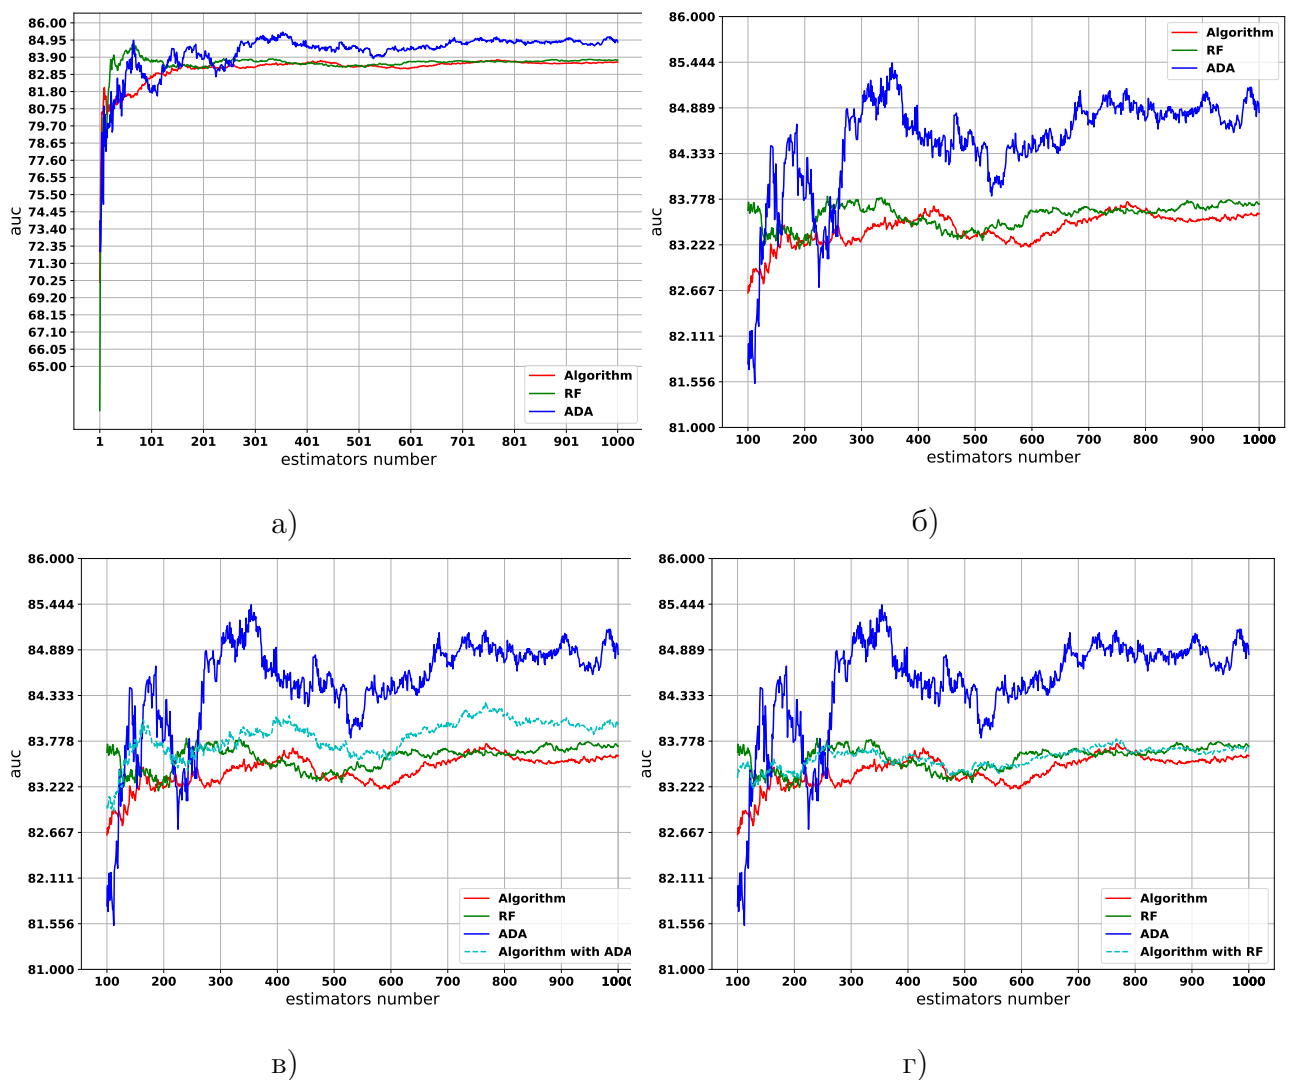 86.00
84.95
83.90
82.85
81.80
80.75
79.70
78.65
77.60
76.55
75.50
74.45
73.40
72.35
71.30
70.25
69.20
68.15
67.10
66.05
65.00
auc
Algorithm
RF
ADA
1 101 201 301 401 501 601 701 801 901 1000
estimators number
а)
86.000
85.444
84.889
84.333
83.778
83.222
82.667
82.111
81.556
81.000
auc
Algorithm
RF
ADA
100 200 300 400 500 600 700 800 900 1000
estimators number
б)
86.000
85.444
84.889
84.333
83.778
83.222
82.667
82.111
81.556
81.000
auc
Algorithm
RF
ADA
Algorithm with ADA
100 200 300 400 500 600 700 800 900 1000
estimators number
в)
86.000
85.444
84.889
84.333
83.778
83.222
82.667
82.111
81.556
81.000
auc
Algorithm
RF
ADA
Algorithm with RF
100 200 300 400 500 600 700 800 900 1000
estimators number
г)